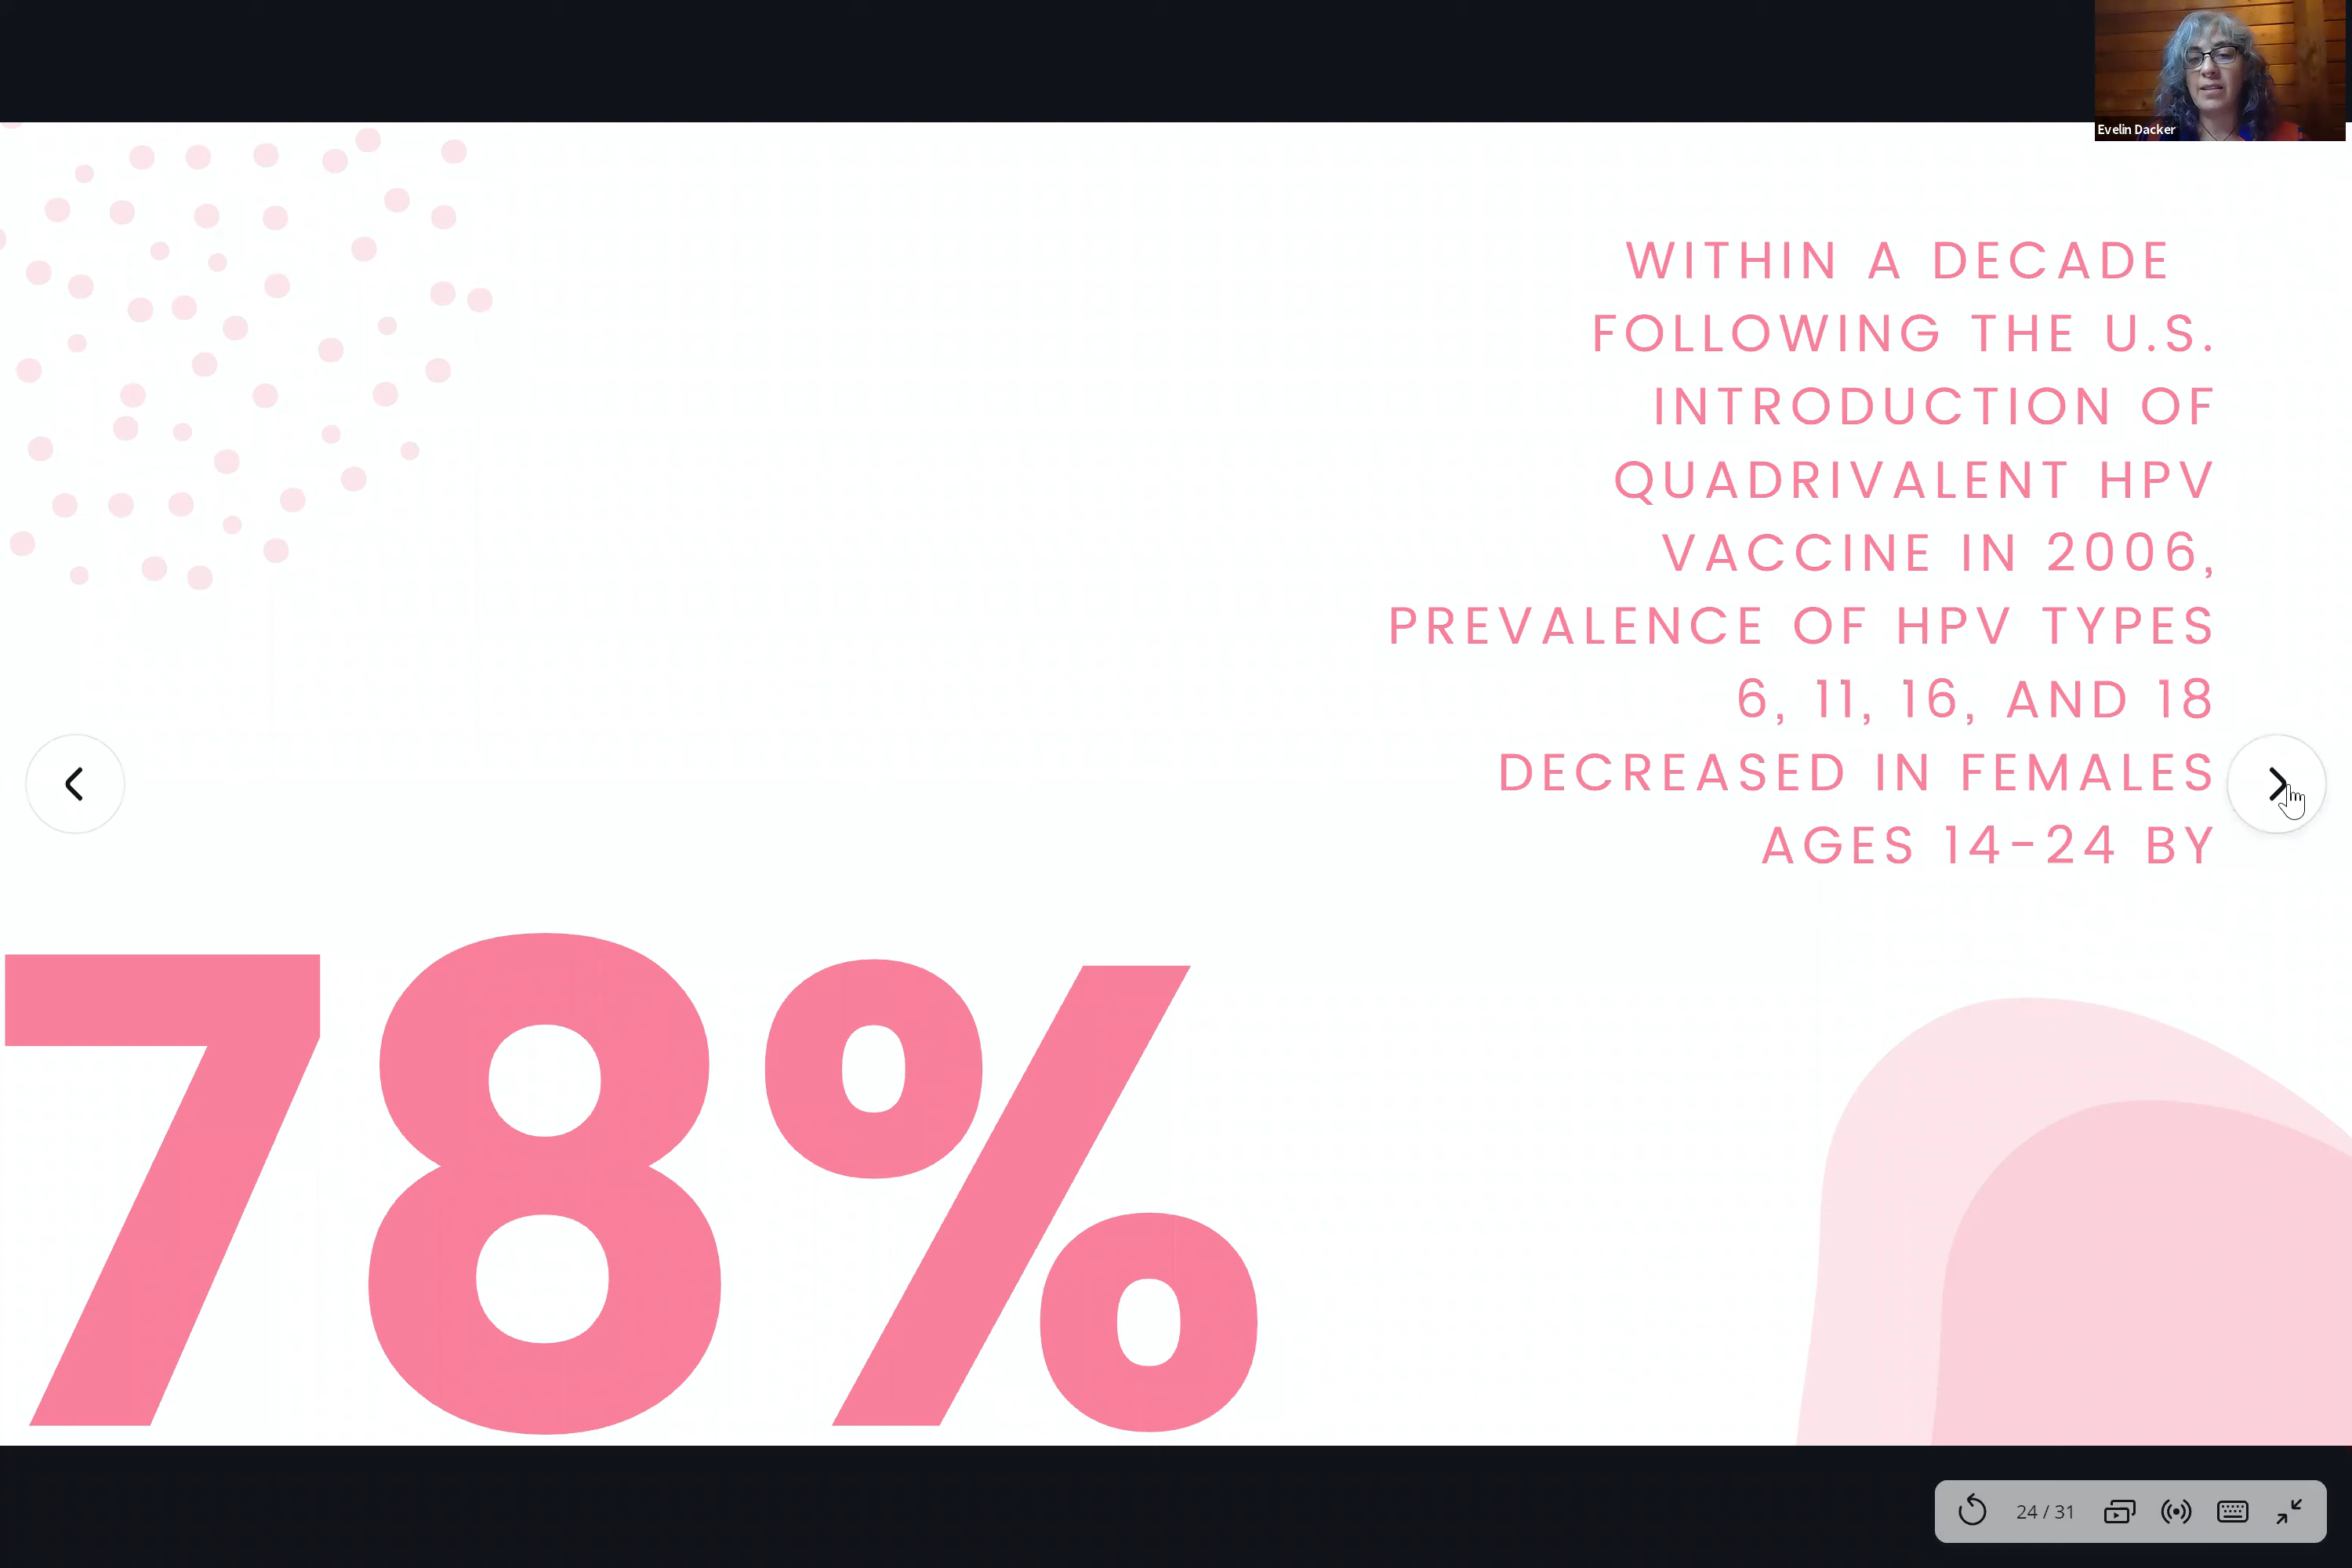 Evelin Dacker
WITHIN A DECADE
FOLLOWING THE U.S.
INTRODUCTION OF
QUADRIVALENT HPV
VACCINE IN 2006,
PREVALENCE OF HPV TYPES
6, 11, 16, AND 18
DECREASED IN FEMALES
AGES 14-24 BY
78%
24 / 31